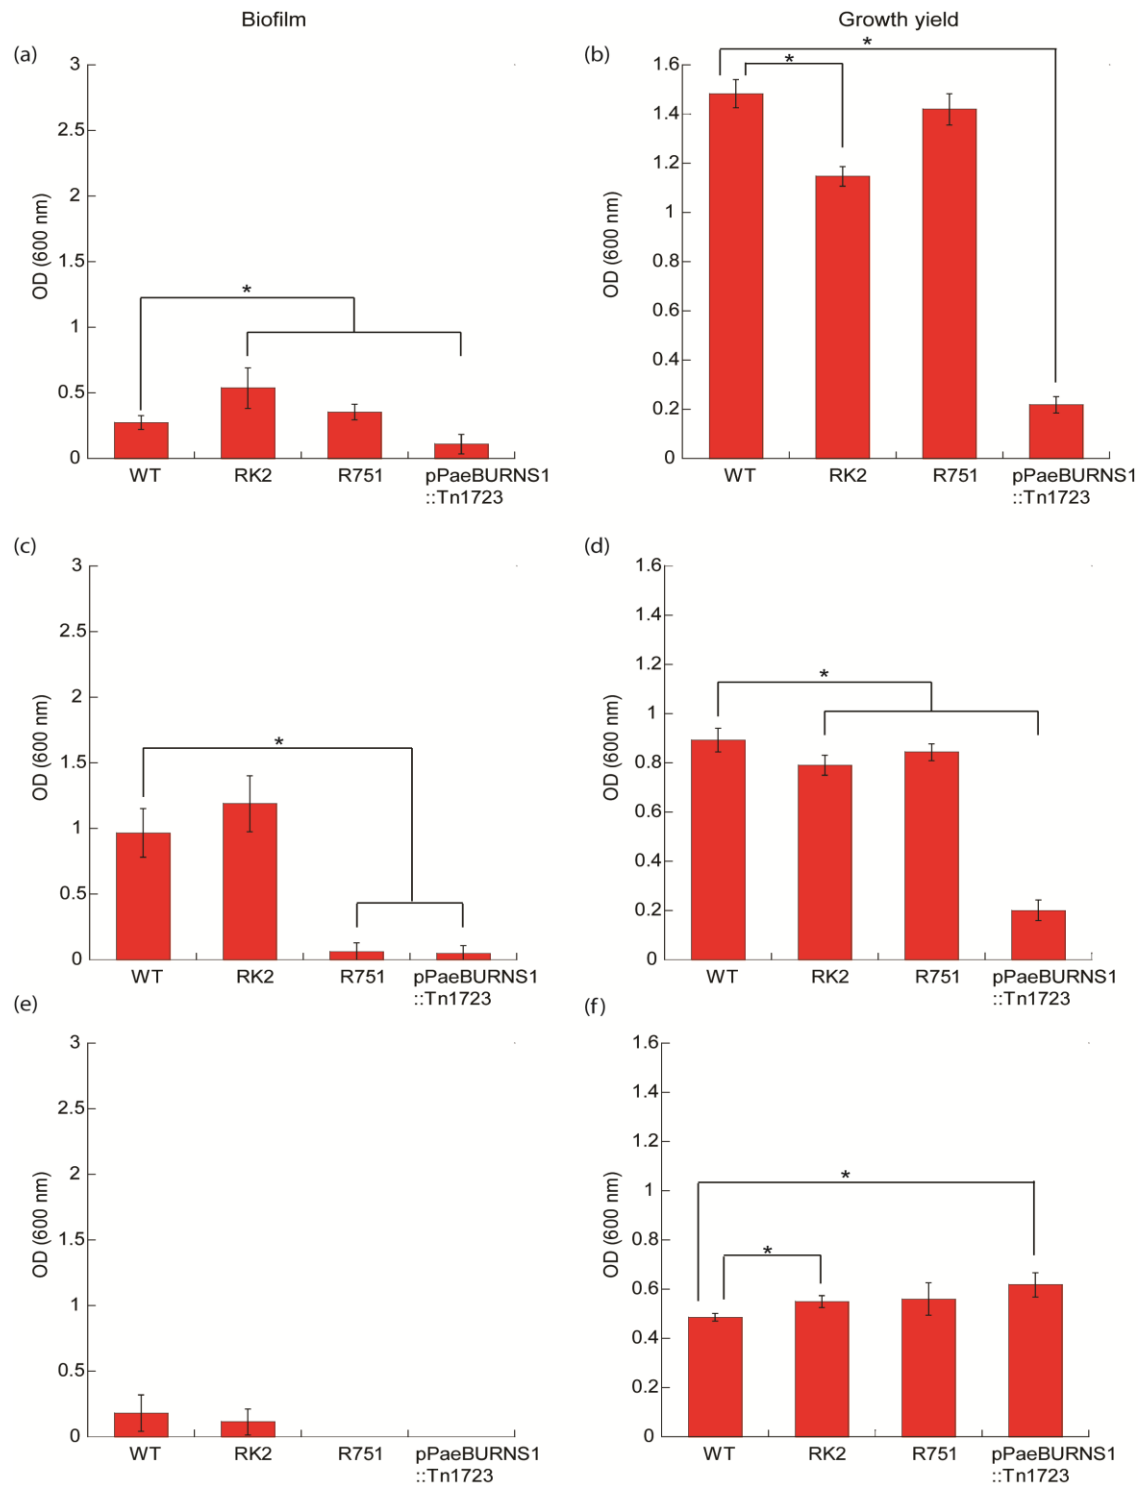 Biofilm
Growth yield
(a)
3
2.5
2
1.5
1
0.5
0
OD (600 nm)
*
WT
RK2
R751
pPaeBURNS1
::Tn1723
(b)
1.6
1.4
1.2
1
0.8
0.6
0.4
0.2
0
OD (600 nm)
*
*
WT
RK2
R751
pPaeBURNS1
::Tn1723
(c)
3
2.5
2
1.5
1
0.5
0
OD (600 nm)
*
WT
RK2
R751
pPaeBURNS1
::Tn1723
(d)
1.6
1.4
1.2
1
0.8
0.6
0.4
0.2
0
OD (600 nm)
*
WT
RK2
R751
pPaeBURNS1
::Tn1723
(e)
3
2.5
2
1.5
1
0.5
0
OD (600 nm)
WT
RK2
R751
pPaeBURNS1
::Tn1723
(f)
1.6
1.4
1.2
1
0.8
0.6
0.4
0.2
0
OD (600 nm)
*
*
WT
RK2
R751
pPaeBURNS1
::Tn1723